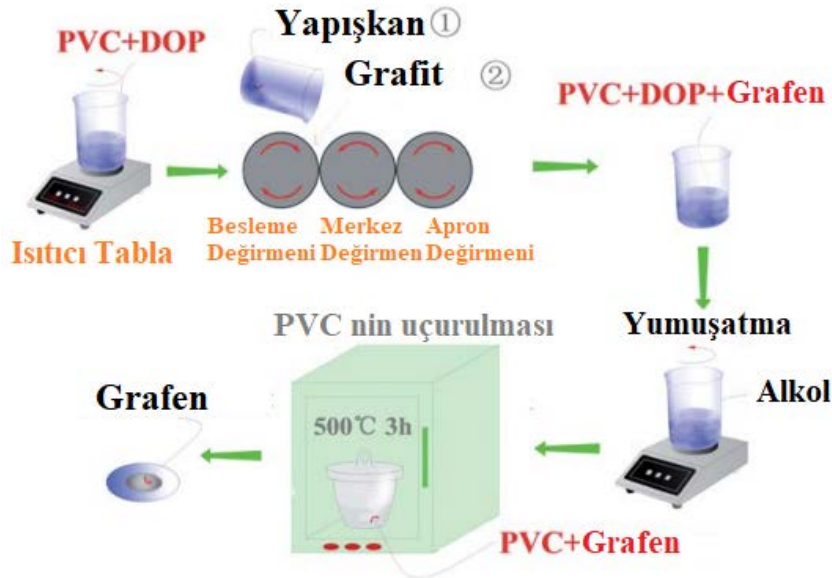 PVC+DOP
Yapışkan ①
Grafit ②
PVC+DOP+Grafen
Isıtıcı Tabla
Besleme
Değirmeni
Merkez
Değirmen
Apron
Değirmeni
Yumuşatma
Alkol
PVC nin uçurulması
500℃ 3h
PVC+Grafen
Grafen